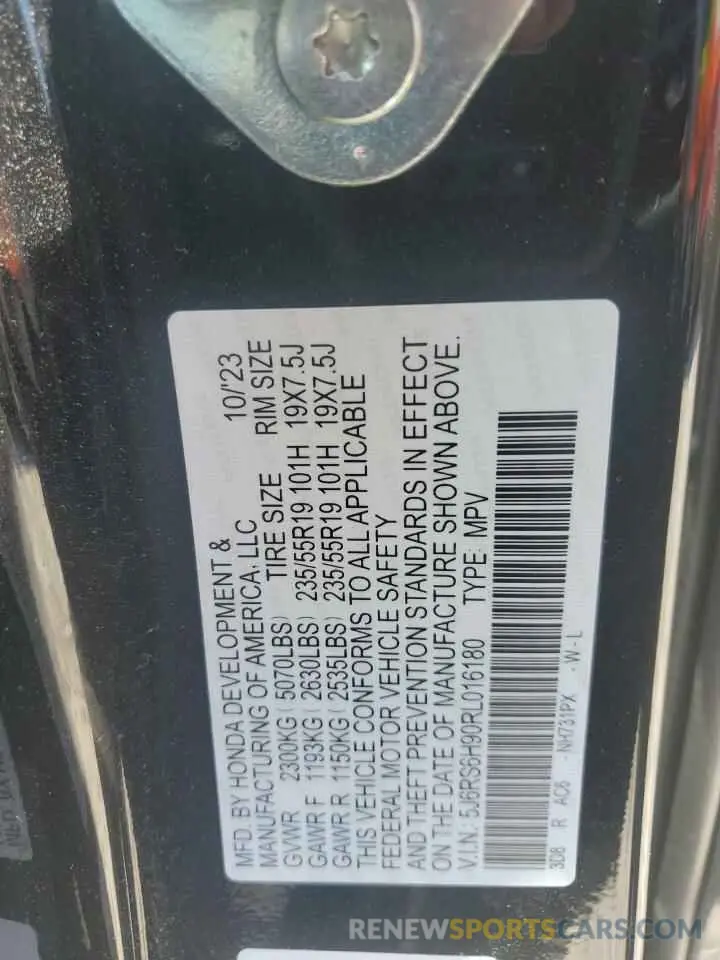 MFD. BY HONDA DEVELOPMENT & 10/'23
MANUFACTURING OF AMERICA, LLC
GVWR 2300KG ( 5070LBS) TIRE SIZE RIM SIZE
GAWR F 1193KG ( 2630LBS) 235/55R19 101H 19X7.5J
GAWR R 1150KG ( 2535LBS) 235/55R19 101H 19X7.5J
THIS VEHICLE CONFORMS TO ALL APPLICABLE
FEDERAL MOTOR VEHICLE SAFETY
AND THEFT PREVENTION STANDARDS IN EFFECT
ON THE DATE OF MANUFACTURE SHOWN ABOVE.
V.I.N.: 5J6RS6H90RL016180 TYPE: MPV
3D8 R AC6 -NH731PX -W-L
RENEWSPORTSCARS.COM